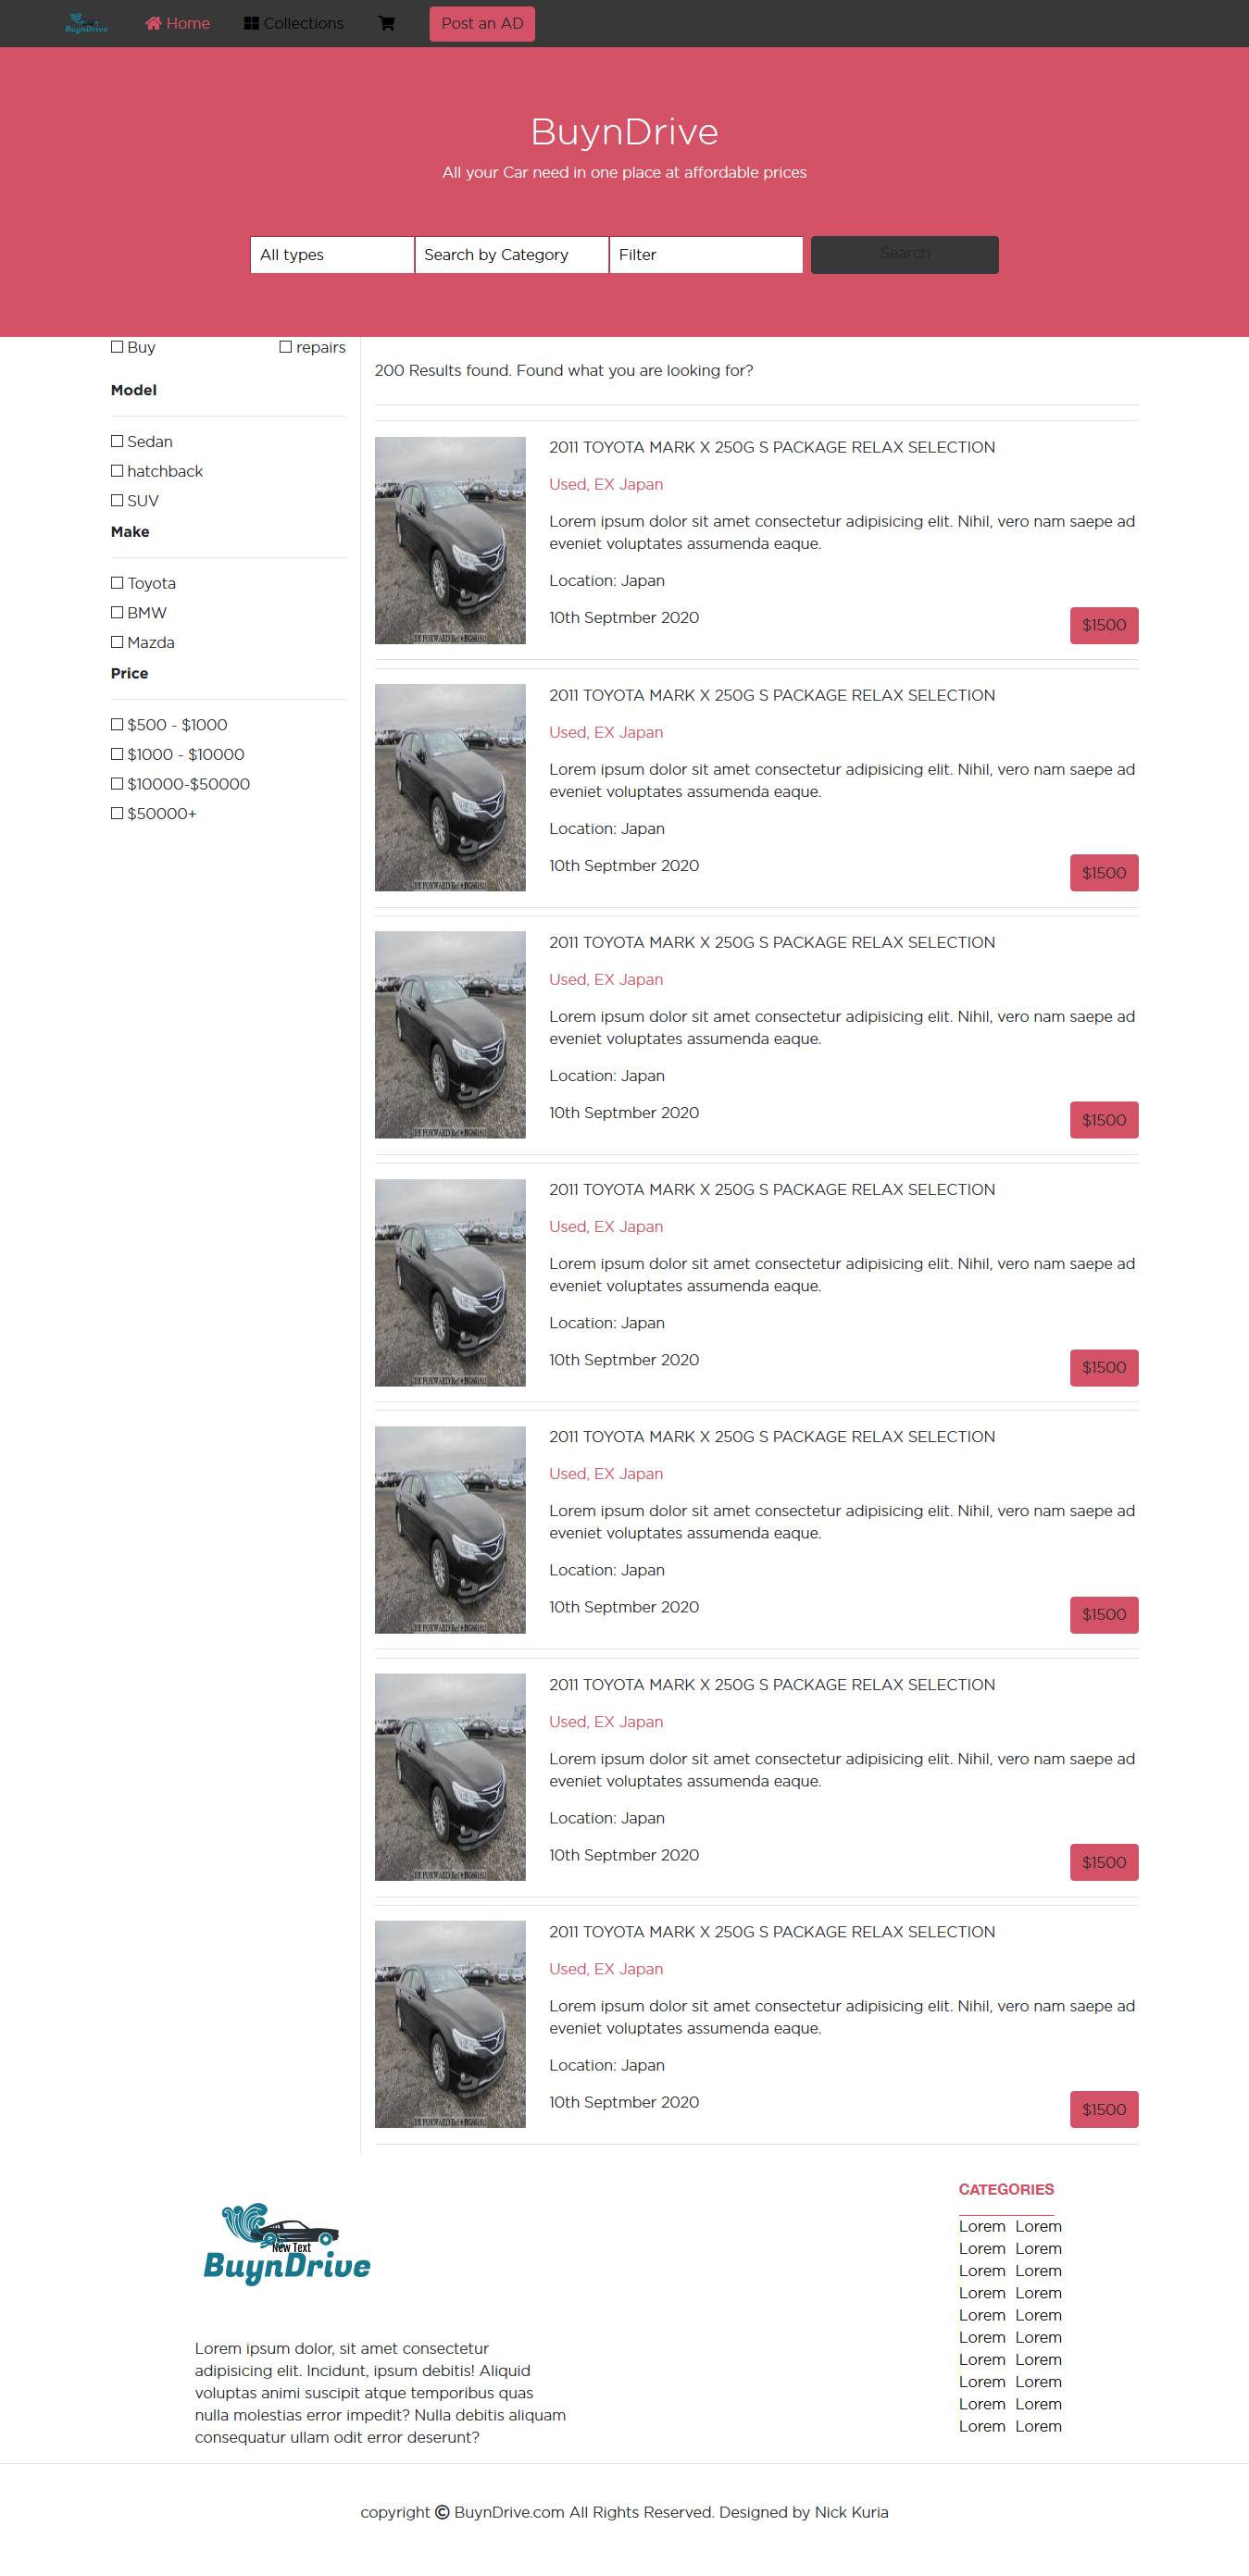 BuynDrive
Home
Collections
Post an AD
BuynDrive
All your Car need in one place at affordable prices
All types
Search by Category
Filter
Search
Buy
repairs
Model
Sedan
hatchback
SUV
Make
Toyota
BMW
Mazda
Price
$500 - $1000
$1000 - $10000
$10000-$50000
$50000+
200 Results found. Found what you are looking for?
2011 TOYOTA MARK X 250G S PACKAGE RELAX SELECTION
Used, EX Japan
Lorem ipsum dolor sit amet consectetur adipisicing elit. Nihil, vero nam saepe ad
eveniet voluptates assumenda eaque.
Location: Japan
10th Septmber 2020
$1500
2011 TOYOTA MARK X 250G S PACKAGE RELAX SELECTION
Used, EX Japan
Lorem ipsum dolor sit amet consectetur adipisicing elit. Nihil, vero nam saepe ad
eveniet voluptates assumenda eaque.
Location: Japan
10th Septmber 2020
$1500
2011 TOYOTA MARK X 250G S PACKAGE RELAX SELECTION
Used, EX Japan
Lorem ipsum dolor sit amet consectetur adipisicing elit. Nihil, vero nam saepe ad
eveniet voluptates assumenda eaque.
Location: Japan
10th Septmber 2020
$1500
2011 TOYOTA MARK X 250G S PACKAGE RELAX SELECTION
Used, EX Japan
Lorem ipsum dolor sit amet consectetur adipisicing elit. Nihil, vero nam saepe ad
eveniet voluptates assumenda eaque.
Location: Japan
10th Septmber 2020
$1500
2011 TOYOTA MARK X 250G S PACKAGE RELAX SELECTION
Used, EX Japan
Lorem ipsum dolor sit amet consectetur adipisicing elit. Nihil, vero nam saepe ad
eveniet voluptates assumenda eaque.
Location: Japan
10th Septmber 2020
$1500
2011 TOYOTA MARK X 250G S PACKAGE RELAX SELECTION
Used, EX Japan
Lorem ipsum dolor sit amet consectetur adipisicing elit. Nihil, vero nam saepe ad
eveniet voluptates assumenda eaque.
Location: Japan
10th Septmber 2020
$1500
2011 TOYOTA MARK X 250G S PACKAGE RELAX SELECTION
Used, EX Japan
Lorem ipsum dolor sit amet consectetur adipisicing elit. Nihil, vero nam saepe ad
eveniet voluptates assumenda eaque.
Location: Japan
10th Septmber 2020
$1500
New Text
BuynDrive
Lorem ipsum dolor, sit amet consectetur
adipisicing elit. Incidunt, ipsum debitis! Aliquid
voluptas animi suscipit atque temporibus quas
nulla molestias error impedit? Nulla debitis aliquam
consequatur ullam odit error deserunt?
CATEGORIES
Lorem Lorem
Lorem Lorem
Lorem Lorem
Lorem Lorem
Lorem Lorem
Lorem Lorem
Lorem Lorem
Lorem Lorem
Lorem Lorem
Lorem Lorem
copyright © BuynDrive.com All Rights Reserved. Designed by Nick Kuria